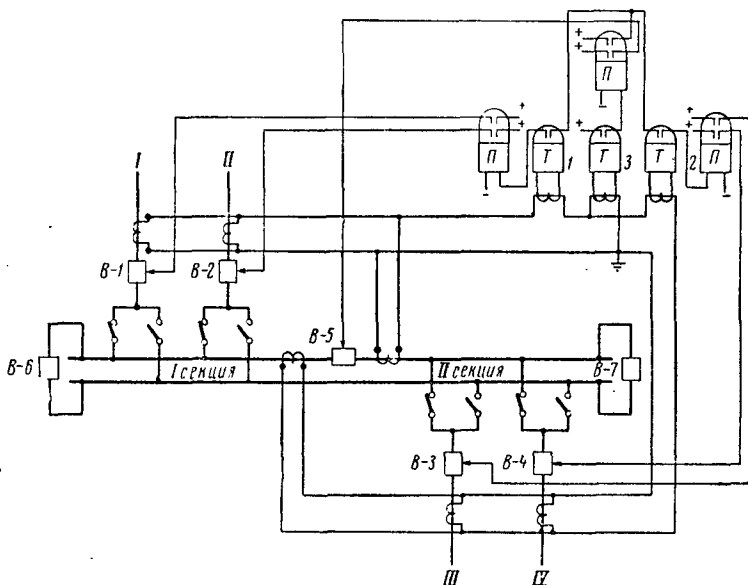 +
+
П
+
+
П
+
Т
1
+
Т
3
Т
2
+
+
П
I
II
В-1
В-2
В-5
В-6
I секция
II секция
В-7
В-3
В-4
III
IV